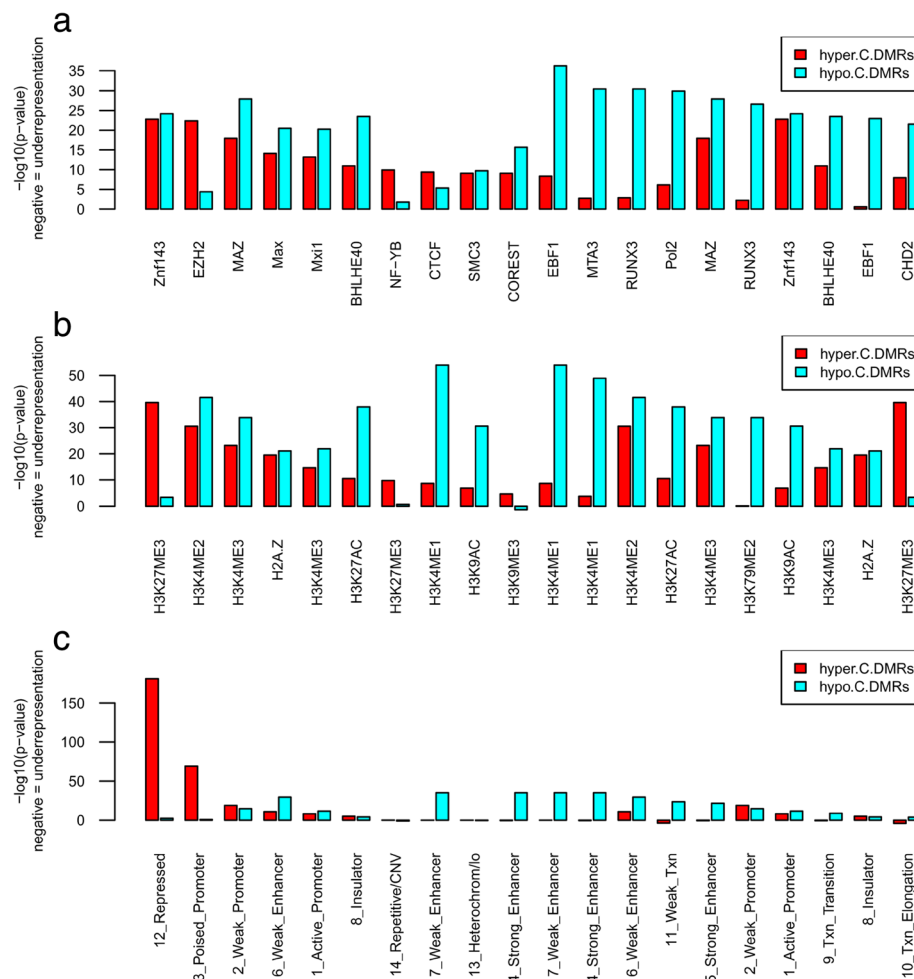 a
−log10(p−value)
negative = underrepresentation
35
30
25
20
15
10
5
0
hyper.C.DMRs
hypo.C.DMRs
Znf143
EZH2
MAZ
Max
Mxi1
BHLHE40
NF−YB
CTCF
SMC3
COREST
EBF1
MTA3
RUNX3
Pol2
MAZ
RUNX3
Znf143
BHLHE40
EBF1
CHD2
b
−log10(p−value)
negative = underrepresentation
50
40
30
20
10
0
hyper.C.DMRs
hypo.C.DMRs
H3K27ME3
H3K4ME2
H3K4ME3
H2A.Z
H3K4ME3
H3K27AC
H3K27ME3
H3K4ME1
H3K9AC
H3K9ME3
H3K4ME1
H3K4ME1
H3K4ME2
H3K27AC
H3K4ME3
H3K79ME2
H3K9AC
H3K4ME3
H2A.Z
H3K27ME3
c
−log10(p−value)
negative = underrepresentation
150
100
50
0
hyper.C.DMRs
hypo.C.DMRs
12_Repressed
3_Poised_Promoter
2_Weak_Promoter
6_Weak_Enhancer
1_Active_Promoter
8_Insulator
14_Repetitive/CNV
7_Weak_Enhancer
13_Heterochrom/lo
4_Strong_Enhancer
7_Weak_Enhancer
4_Strong_Enhancer
6_Weak_Enhancer
11_Weak_Txn
5_Strong_Enhancer
2_Weak_Promoter
1_Active_Promoter
9_Txn_Transition
8_Insulator
10_Txn_Elongation